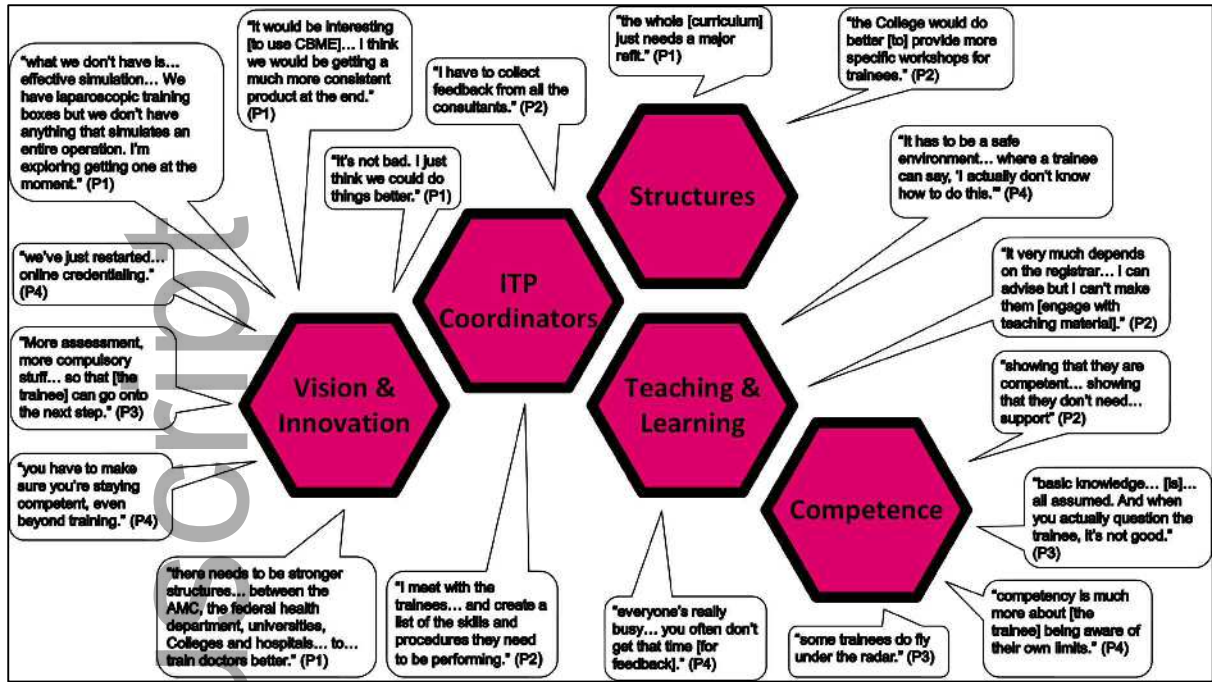 “what we don’t have is…
effective simulation… We
have laparoscopic training
boxes but we don’t have
anything that simulates an
entire operation. I’m
exploring getting one at the
moment.” (P1)
“It would be interesting
[to use CBME]… I think
we would be getting a
much more consistent
product at the end.”
(P1)
“It’s not bad. I just
think we could do
things better.” (P1)
“I have to collect
feedback from all the
consultants.” (P2)
“the whole [curriculum]
just needs a major
refit.” (P1)
“the College would do
better [to] provide more
specific workshops for
trainees.” (P2)
“It has to be a safe
environment… where a
trainee can say, ‘I actually don’t know
how to do this.’” (P4)
“we’ve just restarted…
online credentialing.”
(P4)
“It very much depends
on the registrar… I can
advise but I can’t make
them [engage with
teaching material].” (P2)
“More assessment,
more compulsory
stuff… so that [the
trainee] can go onto
the next step.” (P3)
“showing that they are
competent… showing
that they don’t need…
support” (P2)
“you have to make
sure you’re staying
competent, even
beyond training.” (P4)
“basic knowledge… [is]…
all assumed. And when
you actually question the
trainee, it’s not good.”
(P3)
“there needs to be stronger
structures… between the
AMC, the federal health
department, universities,
Colleges and hospitals… to…
train doctors better.” (P1)
“I meet with the
trainees… and create a
list of the skills and
procedures they need
to be performing.” (P2)
“everyone’s really
busy… you often don’t
get that time [for
feedback].” (P4)
“some trainees do fly
under the radar.” (P3)
“competency is much
more about [the
trainee] being aware of
their own limits.” (P4)
Structures
ITP
Coordinators
Vision &
Innovation
Teaching &
Learning
Competence
uscript